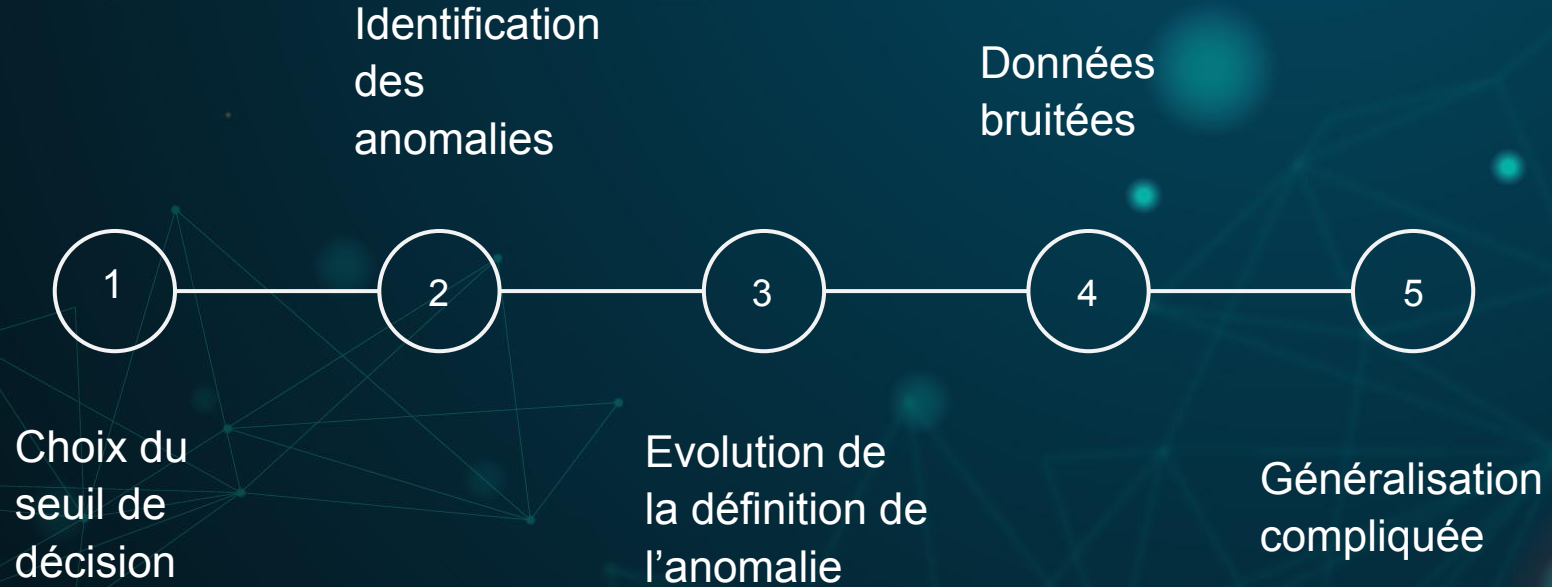 Identification
des
anomalies
Données
bruitées
1
2
3
4
5
Choix du
seuil de
décision
Evolution de
la définition de
l’anomalie
Généralisation
compliquée